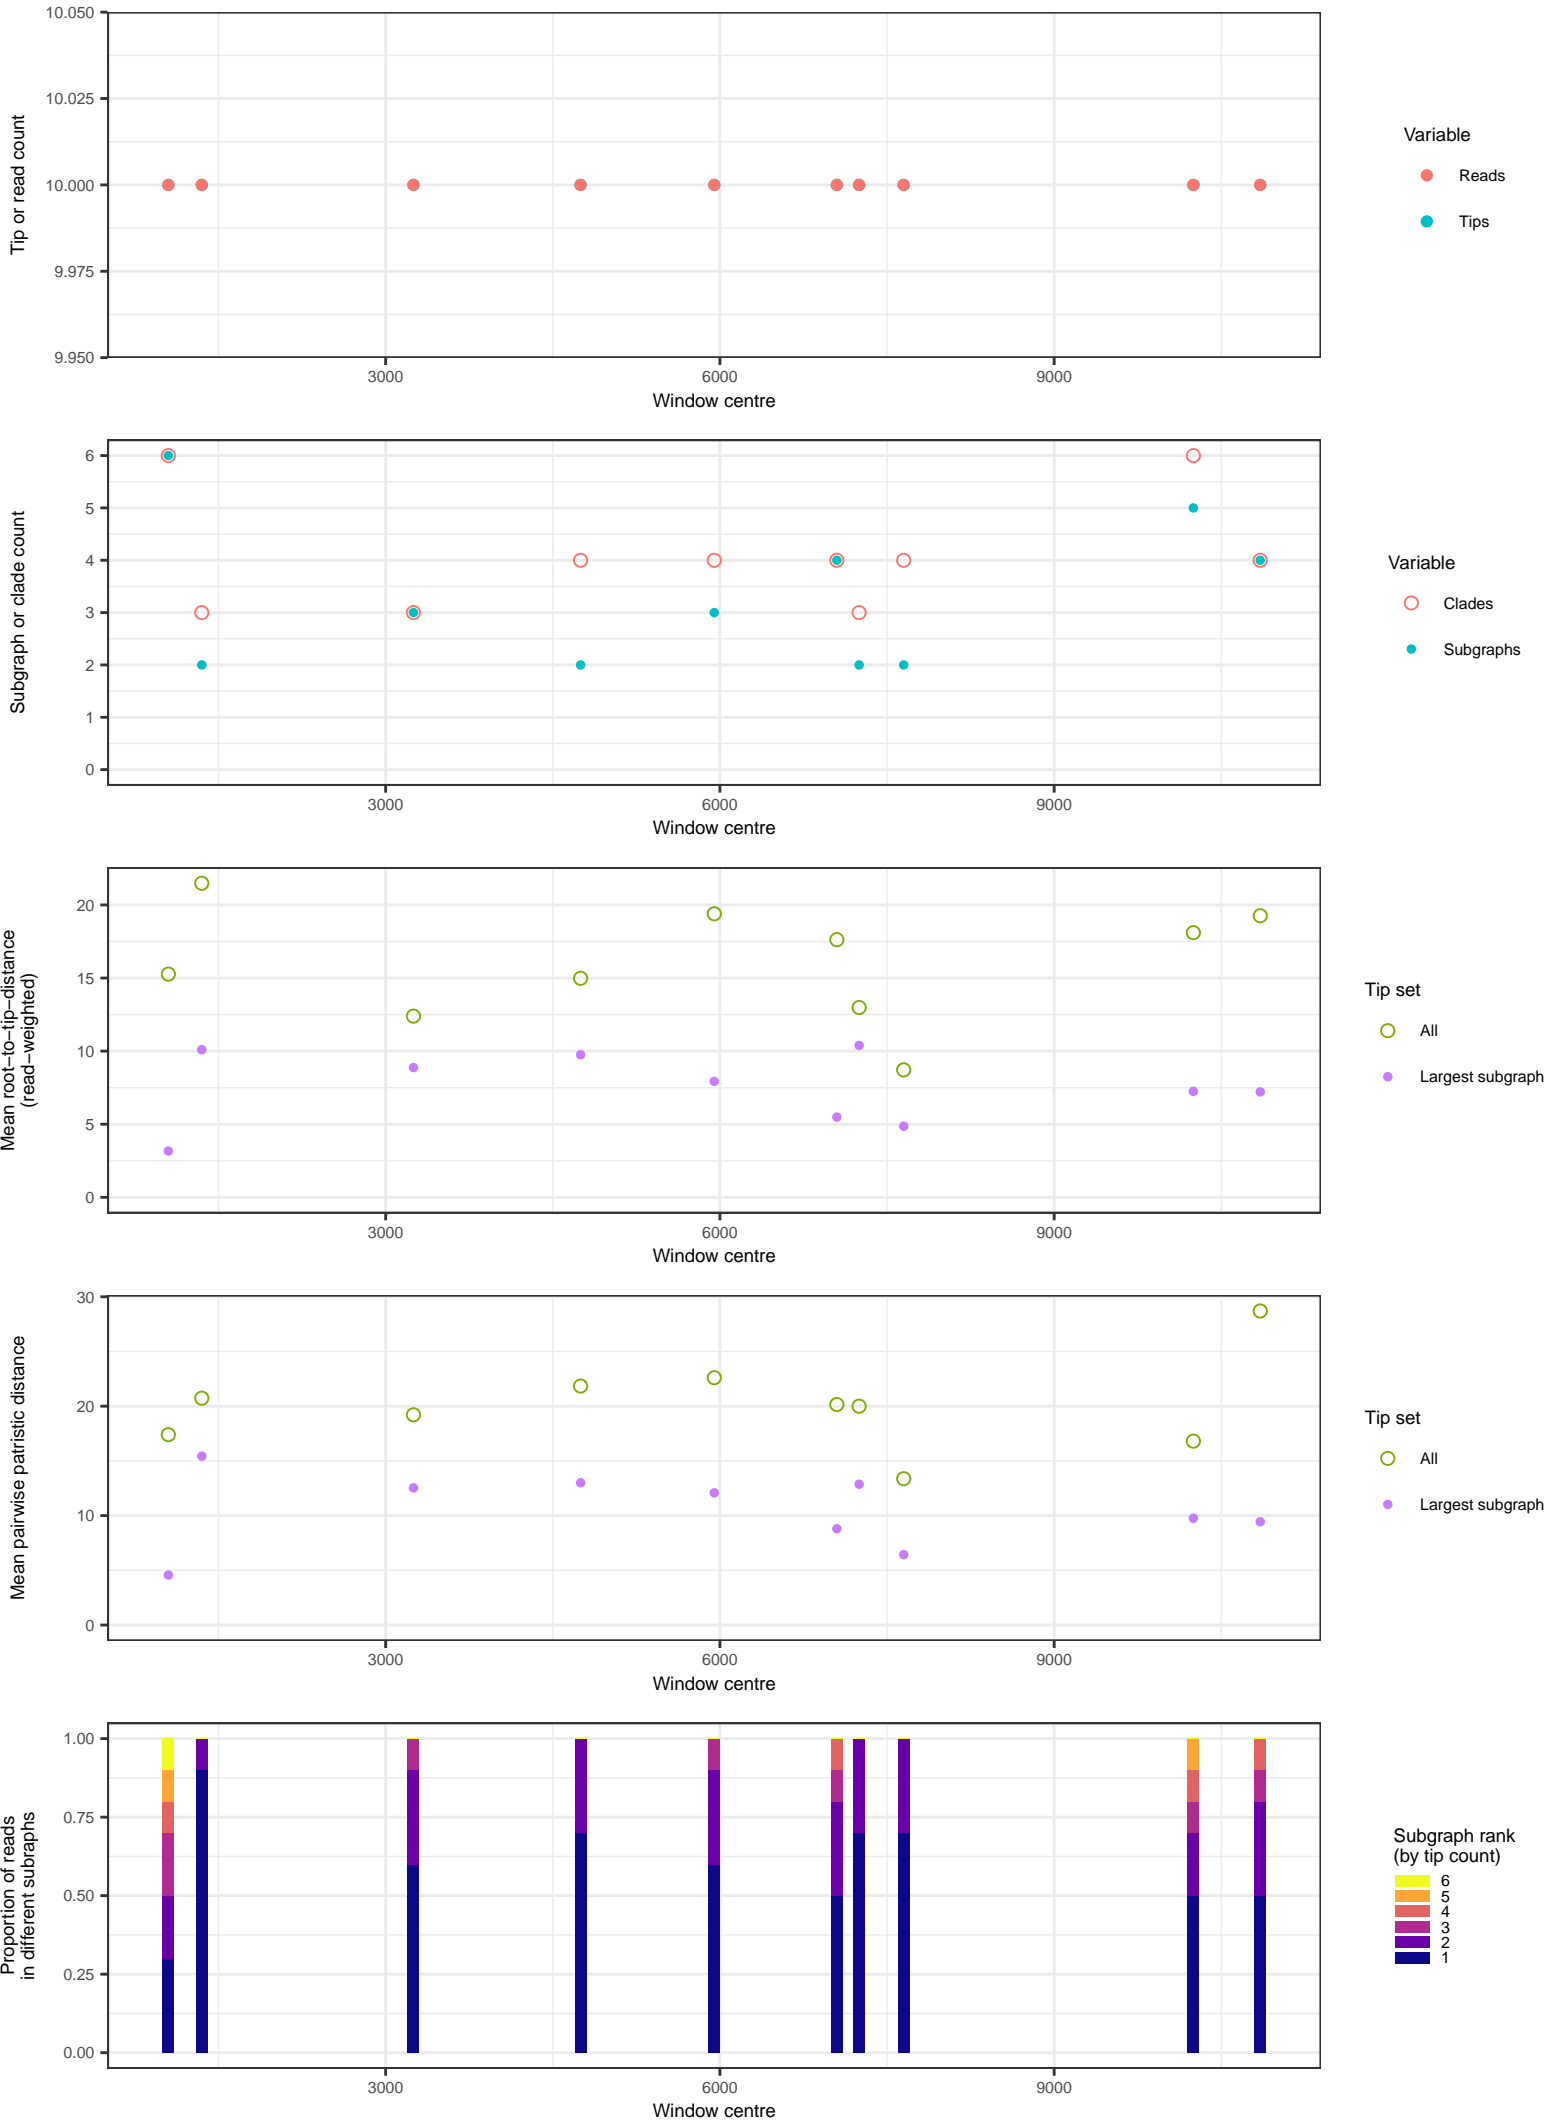 10.050
10.025
10.000
9.975
9.950
Tip or read count
3000
6000
9000
Window centre
Variable
Reads
Tips
6
5
4
3
2
1
0
Subgraph or clade count
3000
6000
9000
Window centre
Variable
Clades
Subgraphs
20
15
10
5
0
Mean root−to−tip−distance
(read−weighted)
3000
6000
9000
Window centre
Tip set
All
Largest subgraph
30
20
10
0
Mean pairwise patristic distance
3000
6000
9000
Window centre
Tip set
All
Largest subgraph
1.00
0.75
0.50
0.25
0.00
Proportion of reads
in different subraphs
3000
6000
9000
Window centre
Subgraph rank
(by tip count)
6
5
4
3
2
1